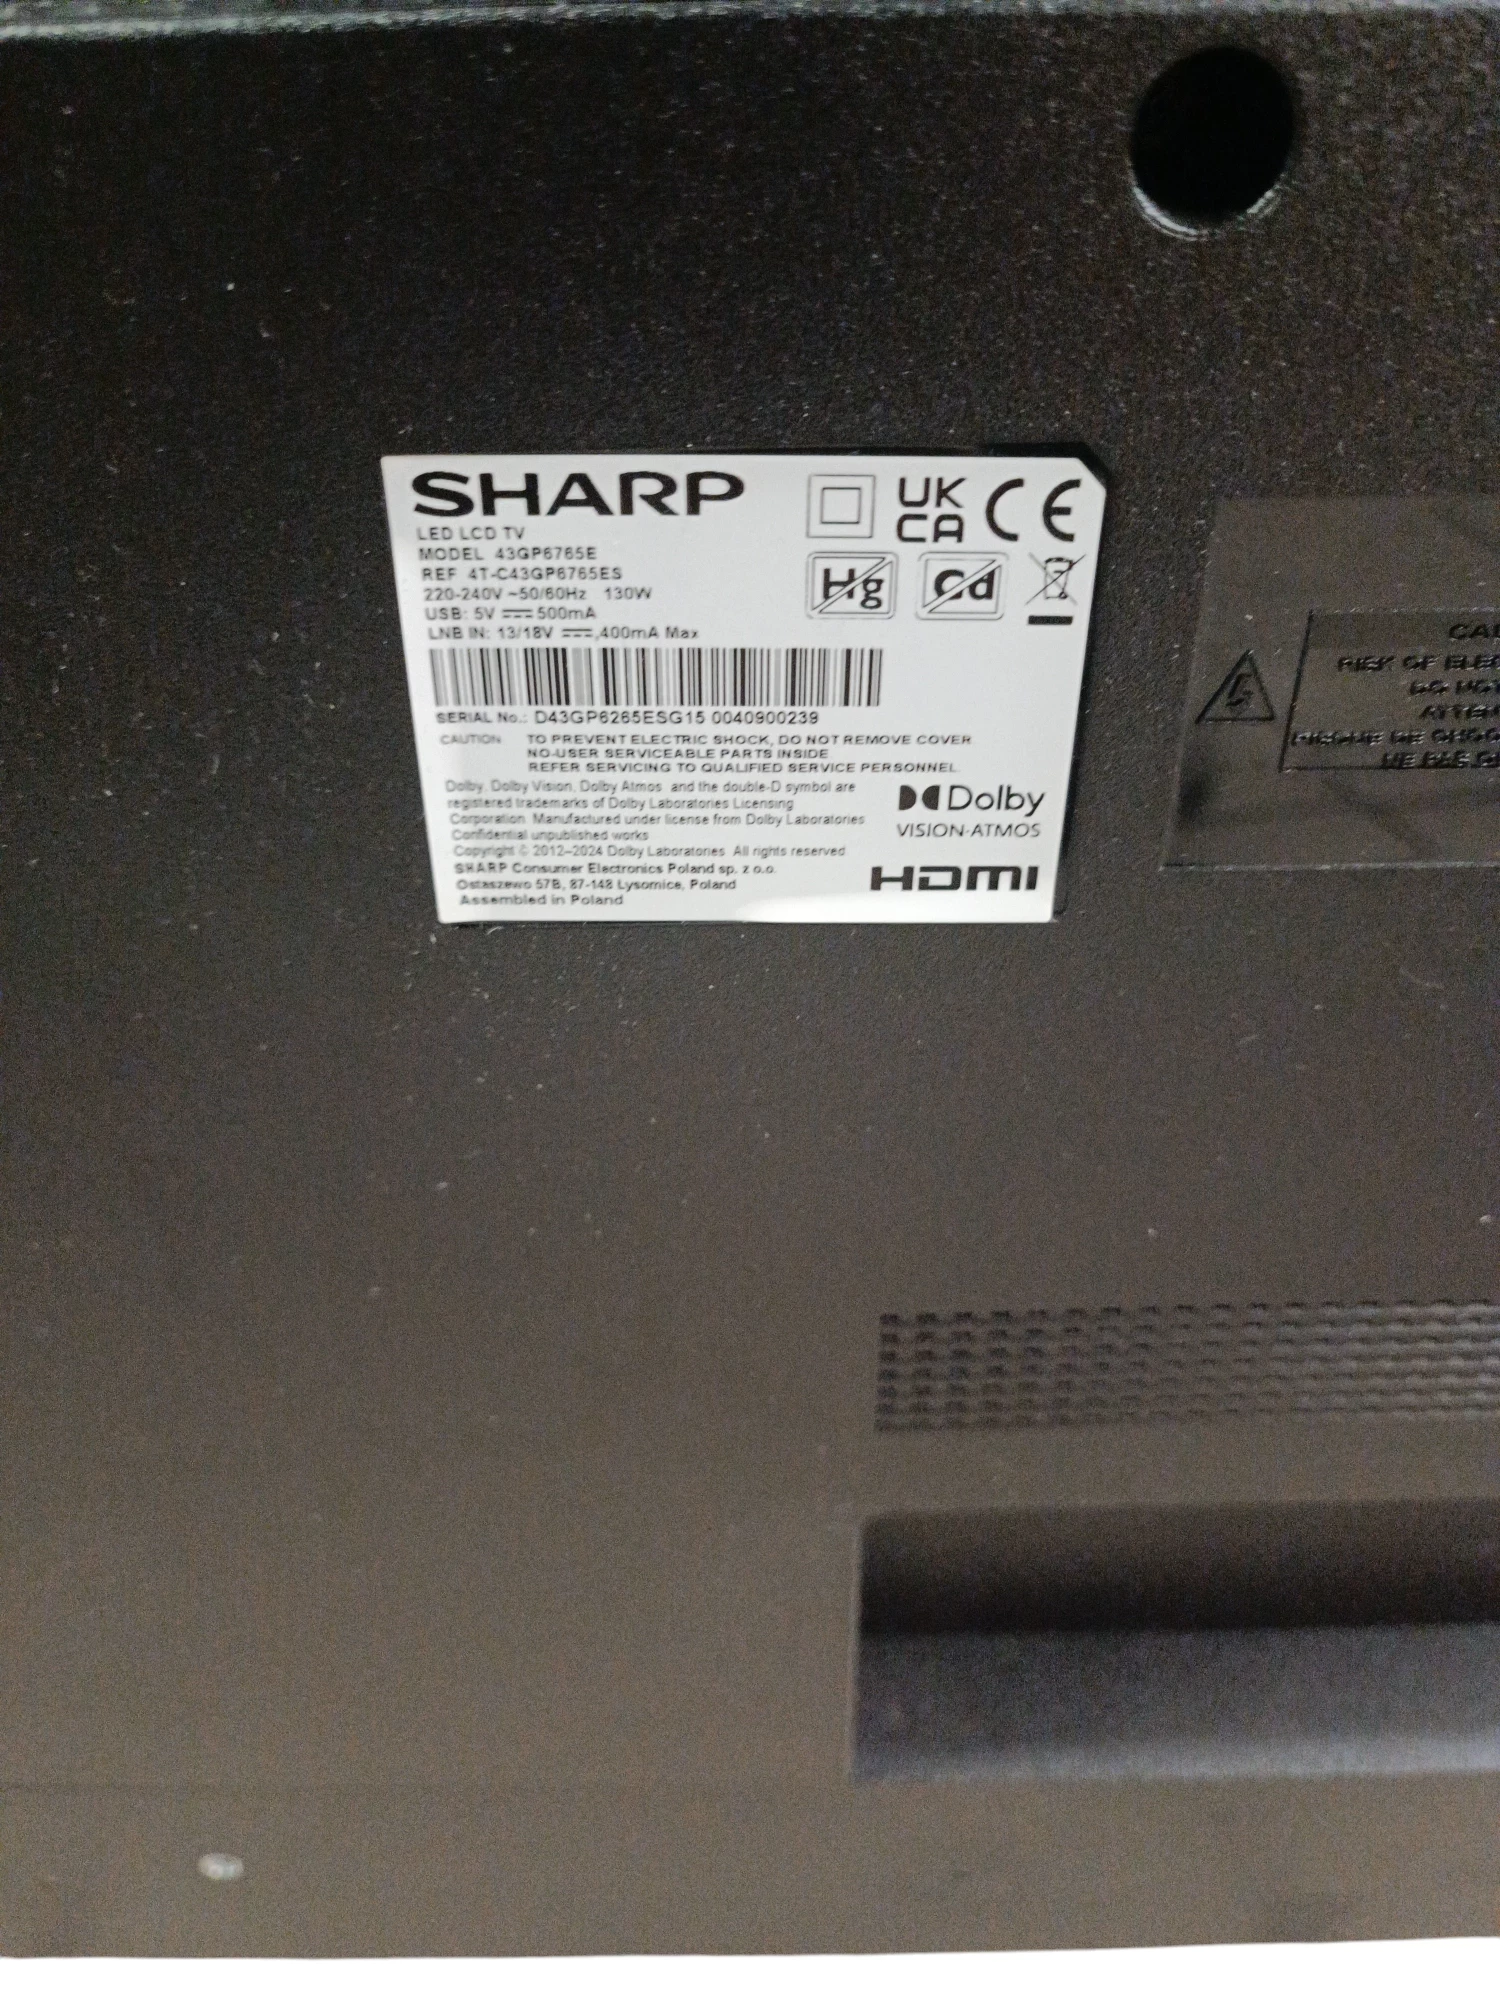 SHARP
LED LCD TV
MODEL 43GP6765E
REF 4T-C43GP6765ES
220-240V ~50/60Hz 130W
USB: 5V ⎓ 500mA
LNB IN: 13/18V ⎓,400mA Max
UK
CA
CE
Hg
Cd
SERIAL No.: D43GP6265ESG15 0040900239
CAUTION TO PREVENT ELECTRIC SHOCK, DO NOT REMOVE COVER
NO-USER SERVICEABLE PARTS INSIDE
REFER SERVICING TO QUALIFIED SERVICE PERSONNEL
Dolby, Dolby Vision, Dolby Atmos and the double-D symbol are
registered trademarks of Dolby Laboratories Licensing
Corporation Manufactured under license from Dolby Laboratories
Confidential unpublished works
Copyright © 2012–2024 Dolby Laboratories All rights reserved
SHARP Consumer Electronics Poland sp. z o.o.
Ostaszewo 57B, 87-148 Lysomice, Poland
Assembled in Poland
Dolby
VISION·ATMOS
HDMI
RISK OF
DO NOT